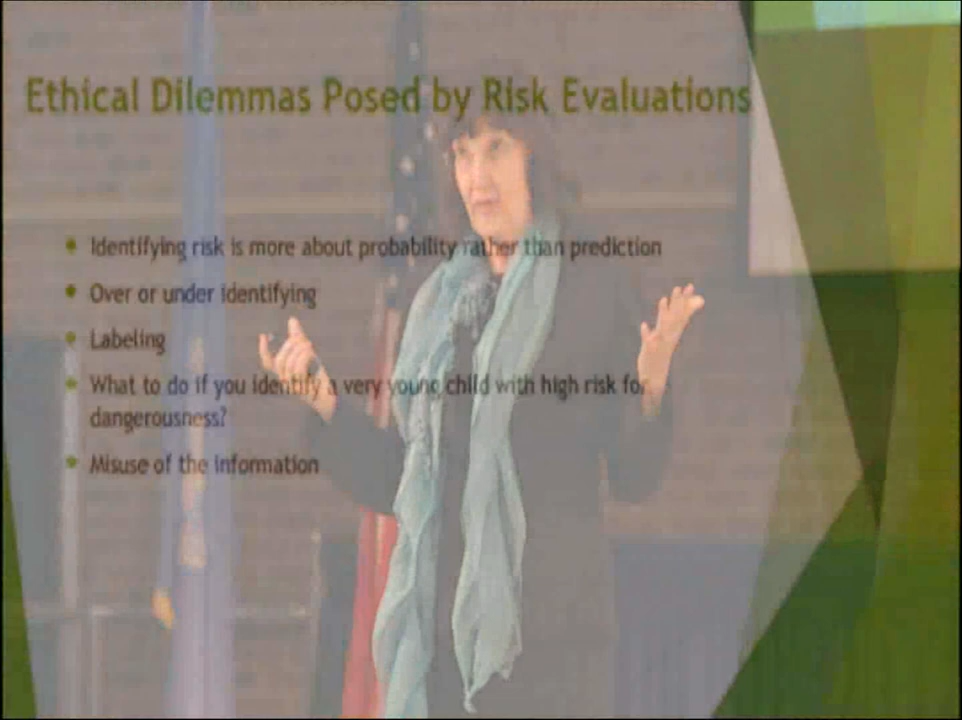 Ethical Dilemmas Posed by Risk Evaluations
Identifying risk is more about probability rather than prediction
Over or under identifying
Labeling
What to do if you identify a very young child with high risk for
dangerousness?
Misuse of the information